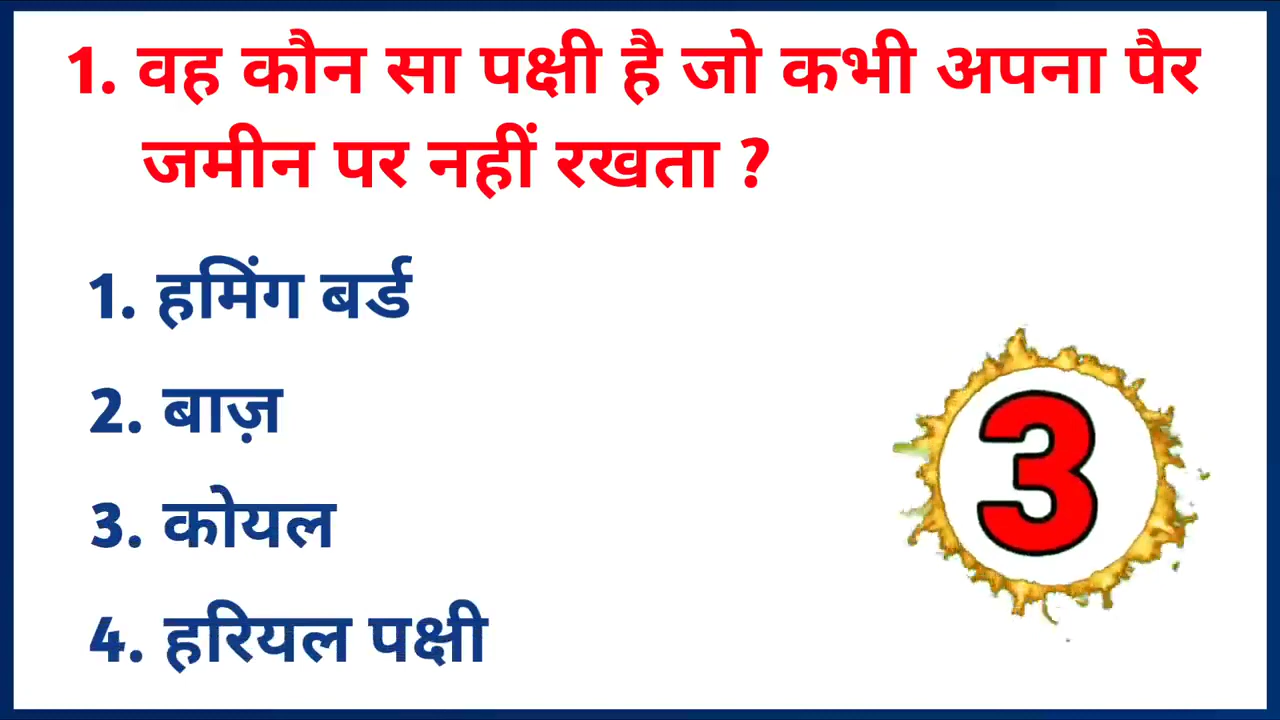 1. वह कौन सा पक्षी है जो कभी अपना पैर
जमीन पर नहीं रखता ?
1. हमिंग बर्ड
2. बाज़
3. कोयल
4. हरियल पक्षी
3